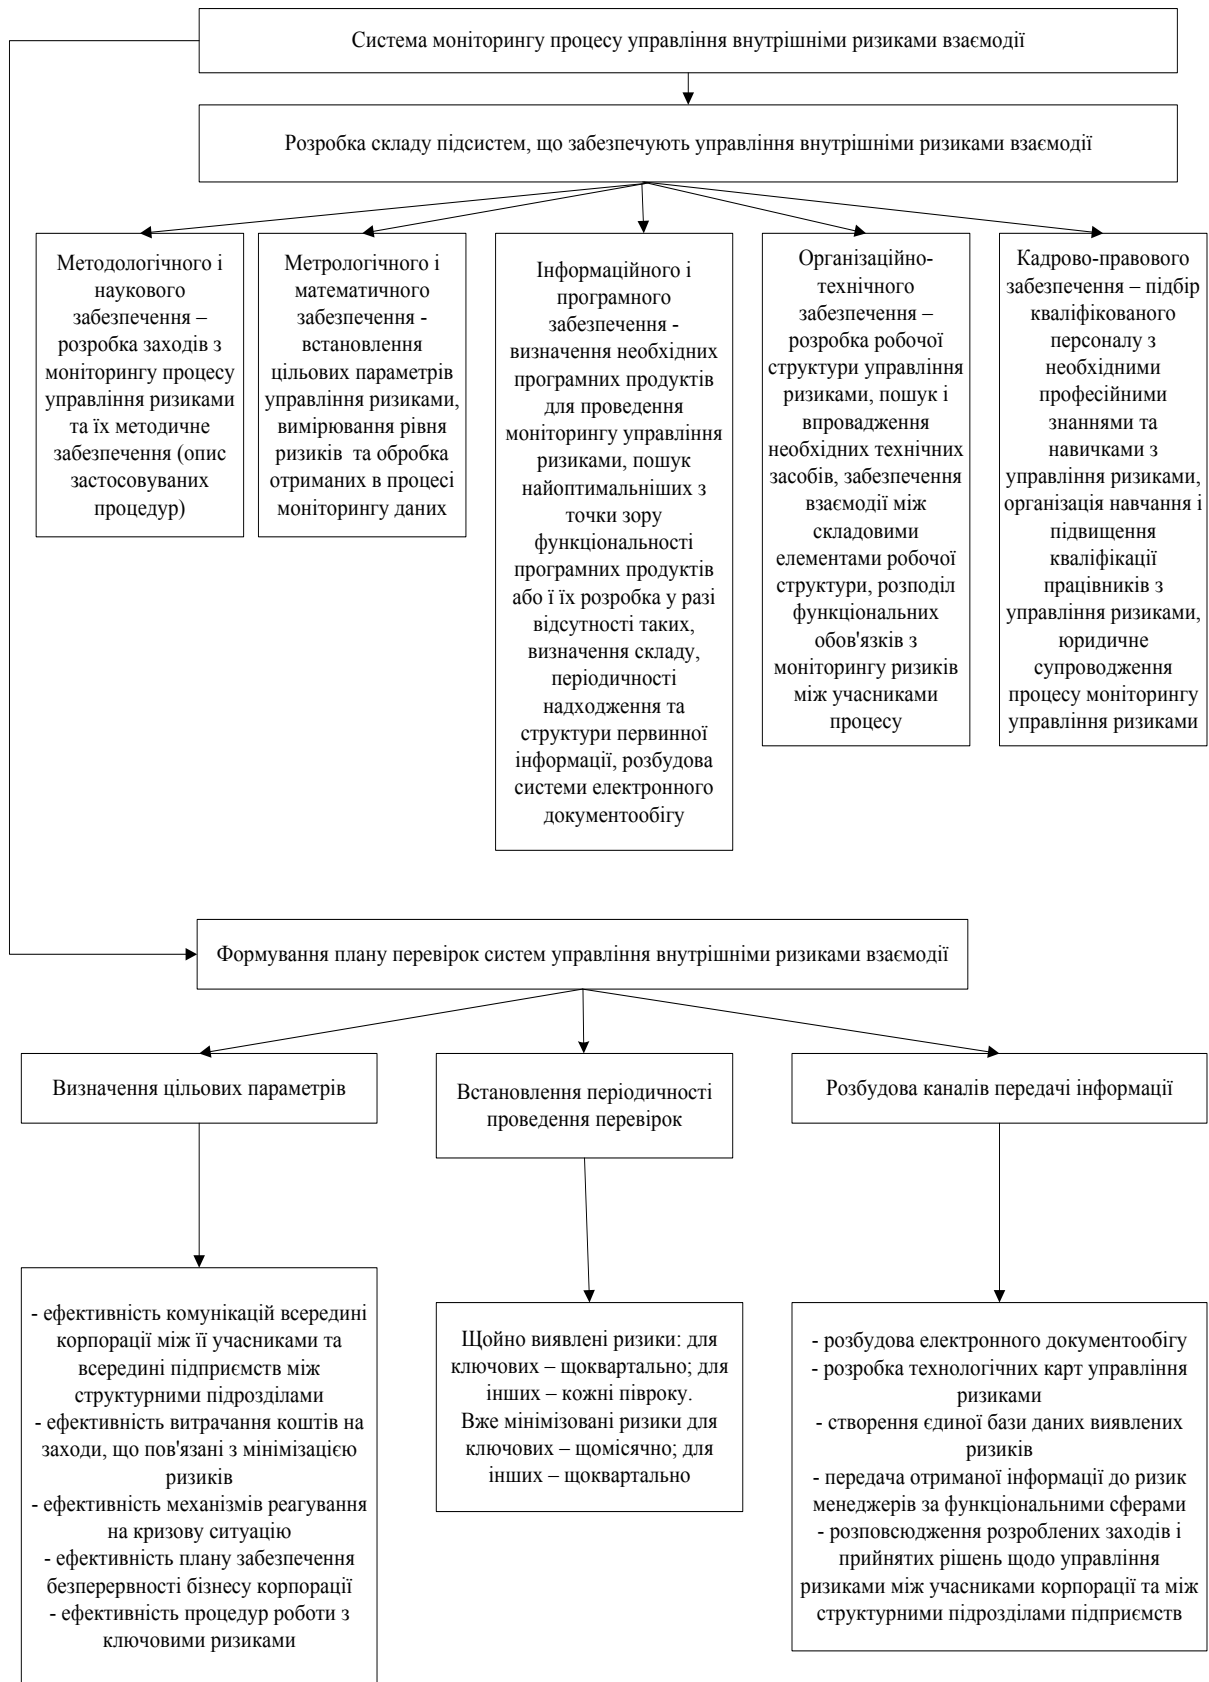 Система моніторингу процесу управління внутрішніми ризиками взаємодії
Розробка складу підсистем, що забезпечують управління внутрішніми ризиками взаємодії
Методологічного і
наукового
забезпечення –
розробка заходів з
моніторингу процесу
управління ризиками
та їх методичне
забезпечення (опис
застосовуваних
процедур)
Метрологічного і
математичного
забезпечення -
встановлення
цільових параметрів
управління ризиками,
вимірювання рівня
ризиків та обробка
отриманих в процесі
моніторингу даних
Інформаційного і
програмного
забезпечення -
визначення необхідних
програмних продуктів
для проведення
моніторингу управління
ризиками, пошук
найоптимальніших з
точки зору
функціональності
програмних продуктів
або ї їх розробка у разі
відсутності таких,
визначення складу,
періодичності
надходження та
структури первинної
інформації, розбудова
системи електронного
документообігу
Організаційно-
технічного
забезпечення –
розробка робочої
структури управління
ризиками, пошук і
впровадження
необхідних технічних
засобів, забезпечення
взаємодії між
складовими
елементами робочої
структури, розподіл
функціональних
обов'язків з
моніторингу ризиків
між учасниками
процесу
Кадрово-правового
забезпечення – підбір
кваліфікованого
персоналу з
необхідними
професійними
знаннями та
навичками з
управління ризиками,
організація навчання і
підвищення
кваліфікації
працівників з
управління ризиками,
юридичне
супроводження
процесу моніторингу
управління ризиками
Формування плану перевірок систем управління внутрішніми ризиками взаємодії
Визначення цільових параметрів
Встановлення періодичності
проведення перевірок
Розбудова каналів передачі інформації
- ефективність комунікацій всередині
корпорації між її учасниками та
всередині підприємств між
структурними підрозділами
- ефективність витрачання коштів на
заходи, що пов'язані з мінімізацією
ризиків
- ефективність механізмів реагування
на кризову ситуацію
- ефективність плану забезпечення
безперервності бізнесу корпорації
- ефективність процедур роботи з
ключовими ризиками
Щойно виявлені ризики: для
ключових – щоквартально; для
інших – кожні півроку.
Вже мінімізовані ризики для
ключових – щомісячно; для
інших – щоквартально
- розбудова електронного документообігу
- розробка технологічних карт управління
ризиками
- створення єдиної бази даних виявлених
ризиків
- передача отриманої інформації до ризик
менеджерів за функціональними сферами
- розповсюдження розроблених заходів і
прийнятих рішень щодо управління
ризиками між учасниками корпорації та між
структурними підрозділами підприємств